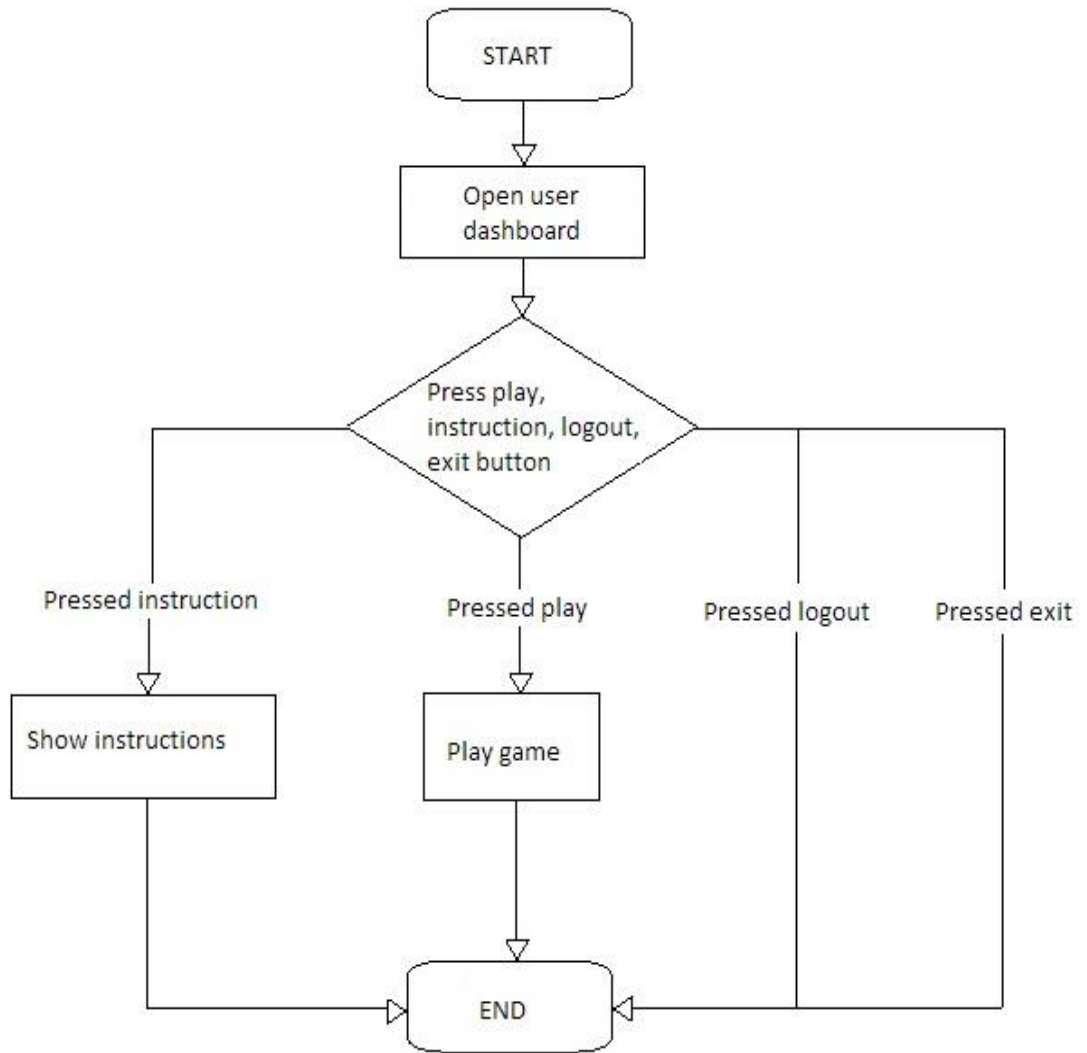 START
Open user
dashboard
Press play,
instruction, logout,
exit button
Pressed instruction
Pressed play
Pressed logout
Pressed exit
Show instructions
Play game
END